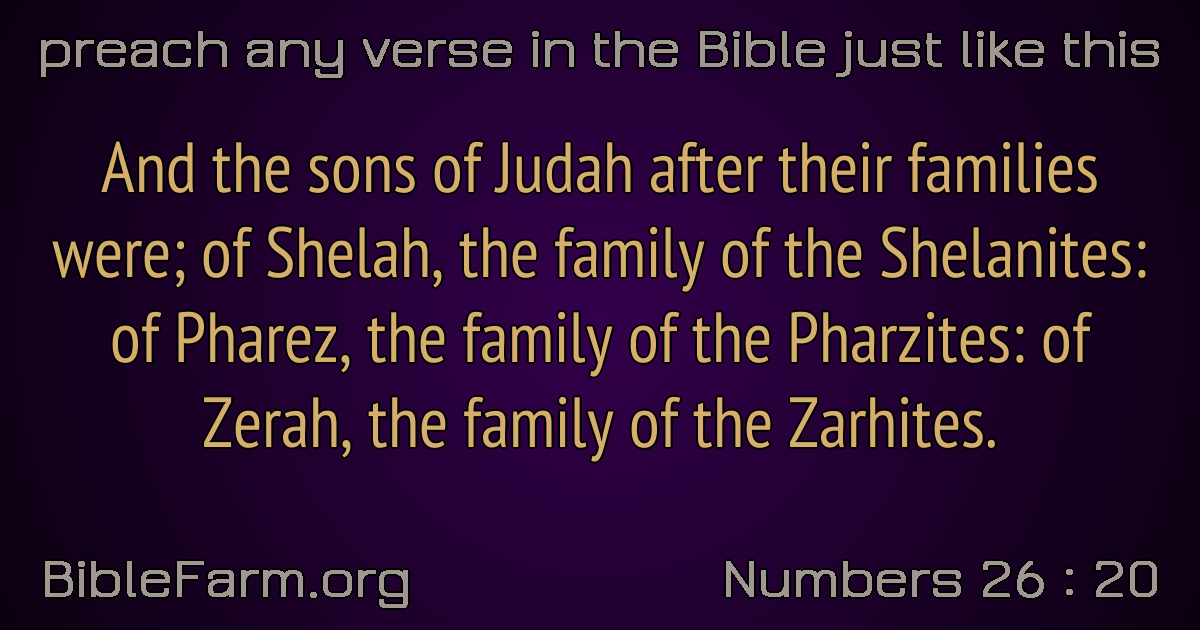 preach any verse in the Bible just like this
And the sons of Judah after their families
were; of Shelah, the family of the Shelanites:
of Pharez, the family of the Pharzites: of
Zerah, the family of the Zarhites.
BibleFarm.org
Numbers 26 : 20